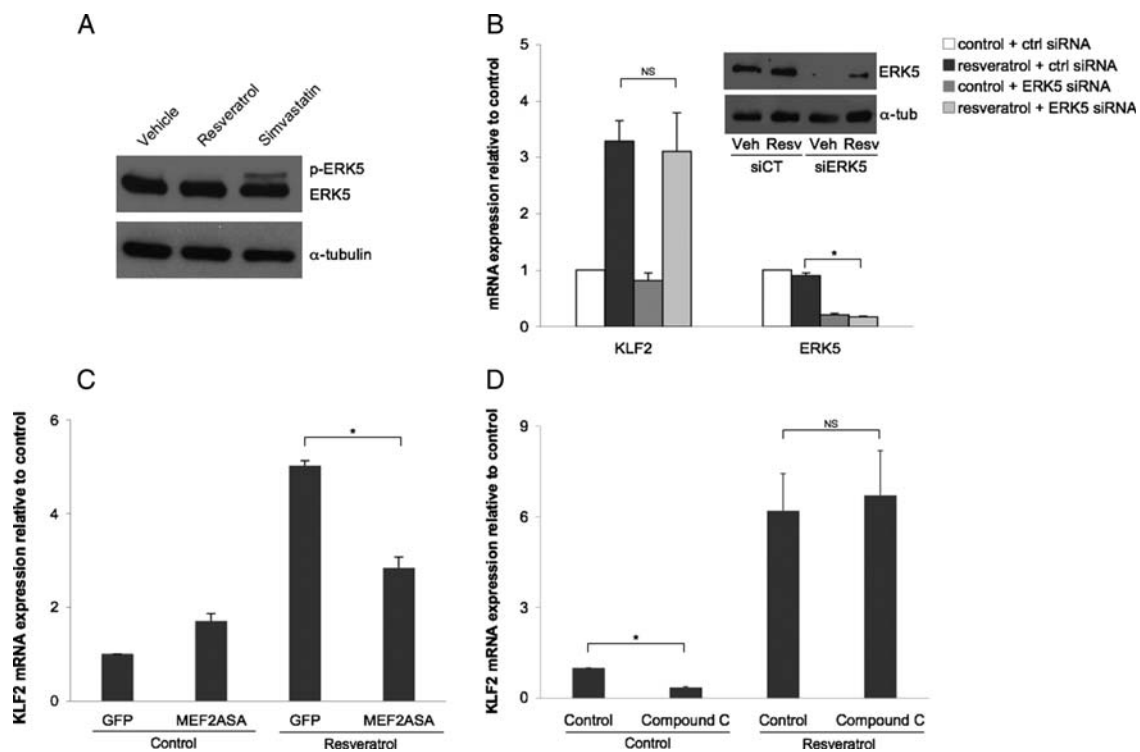 A
Vehicle
Resveratrol
Simvastatin
p-ERK5
ERK5
α-tubulin
B
mRNA expression relative to control
5
4
3
2
1
0
NS
*
KLF2
ERK5
ERK5
α-tub
Veh Resv Veh Resv
siCT siERK5
control + ctrl siRNA
resveratrol + ctrl siRNA
control + ERK5 siRNA
resveratrol + ERK5 siRNA
C
KLF2 mRNA expression relative to control
6
4
2
0
*
GFP MEF2ASA GFP MEF2ASA
Control Resveratrol
D
KLF2 mRNA expression relative to control
9
6
3
0
*
NS
Control Compound C Control Compound C
Control Resveratrol